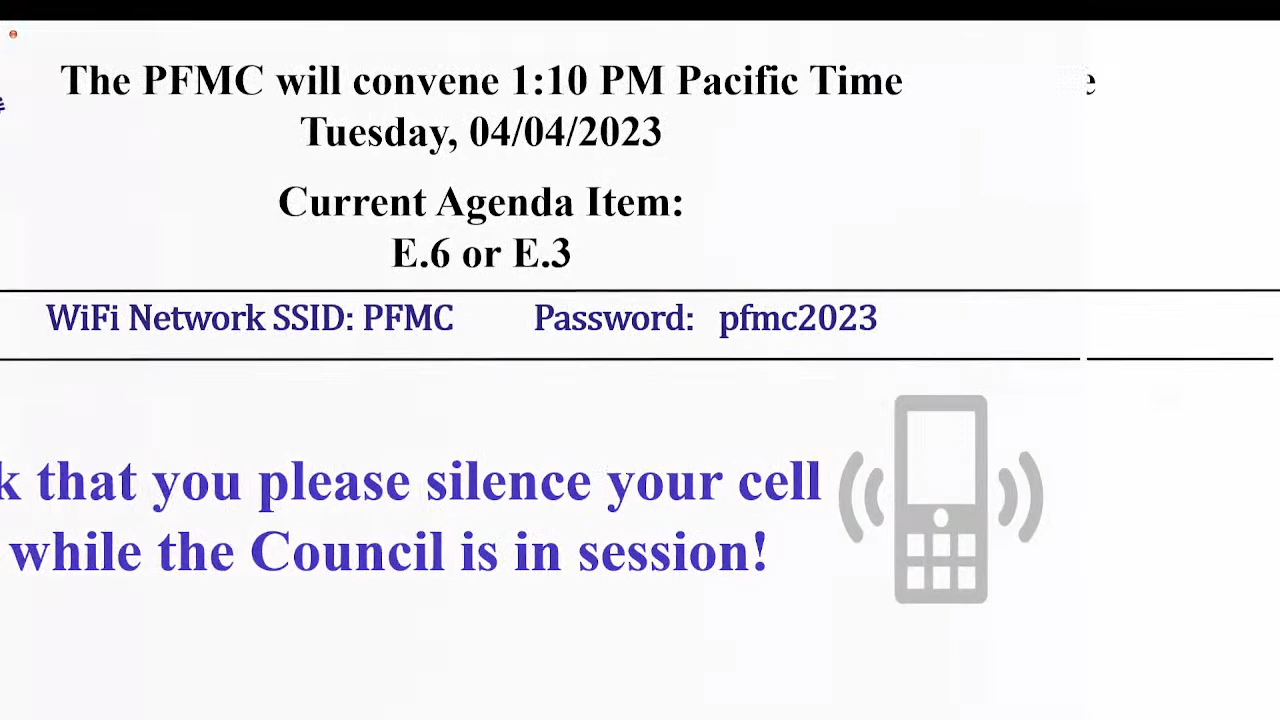 The PFMC will convene 1:10 PM Pacific Time
Tuesday, 04/04/2023
Current Agenda Item:
E.6 or E.3
WiFi Network SSID: PFMC Password: pfmc2023
that you please silence your cell
while the Council is in session!